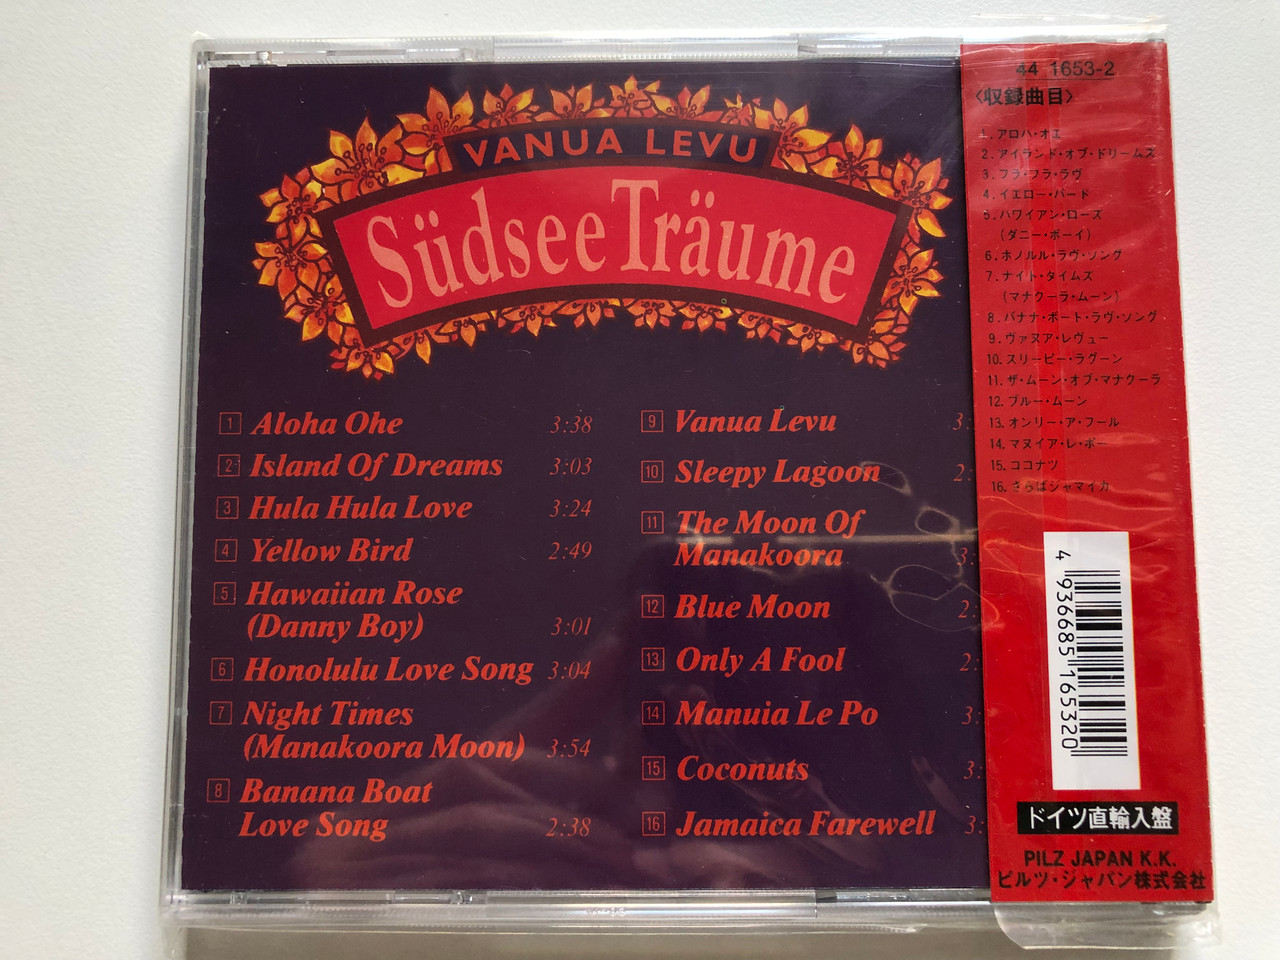 VANUA LEVU
Südsee Träume
1 Aloha Ohe 3:38
2 Island Of Dreams 3:03
3 Hula Hula Love 3:24
4 Yellow Bird 2:49
5 Hawaiian Rose
(Danny Boy) 3:01
6 Honolulu Love Song 3:04
7 Night Times
(Manakoora Moon) 3:54
8 Banana Boat
Love Song 2:38
9 Vanua Levu 3:
10 Sleepy Lagoon 2:
11 The Moon Of
Manakoora 3:
12 Blue Moon 2:
13 Only A Fool 2:
14 Manuia Le Po 3:
15 Coconuts 3:
16 Jamaica Farewell 3:
44 1653-2
〈収録曲目〉
1. アロハ・オエ
2. アイランド・オブ・ドリームズ
3. フラ・フラ・ラヴ
4. イエロー・バード
5. ハワイアン・ローズ
(ダニー・ボーイ)
6. ホノルル・ラヴ・ソング
7. ナイト・タイムズ
(マナクーラ・ムーン)
8. バナナ・ボート・ラヴ・ソング
9. ヴァヌア・レヴュー
10. スリーピー・ラグーン
11. ザ・ムーン・オブ・マナクーラ
12. ブルー・ムーン
13. オンリー・ア・フール
14. マヌイア・レ・ポー
15. ココナツ
16. さらばジャマイカ
4 936685 165320
ドイツ直輸入盤
PILZ JAPAN K.K.
ピルツ・ジャパン株式会社